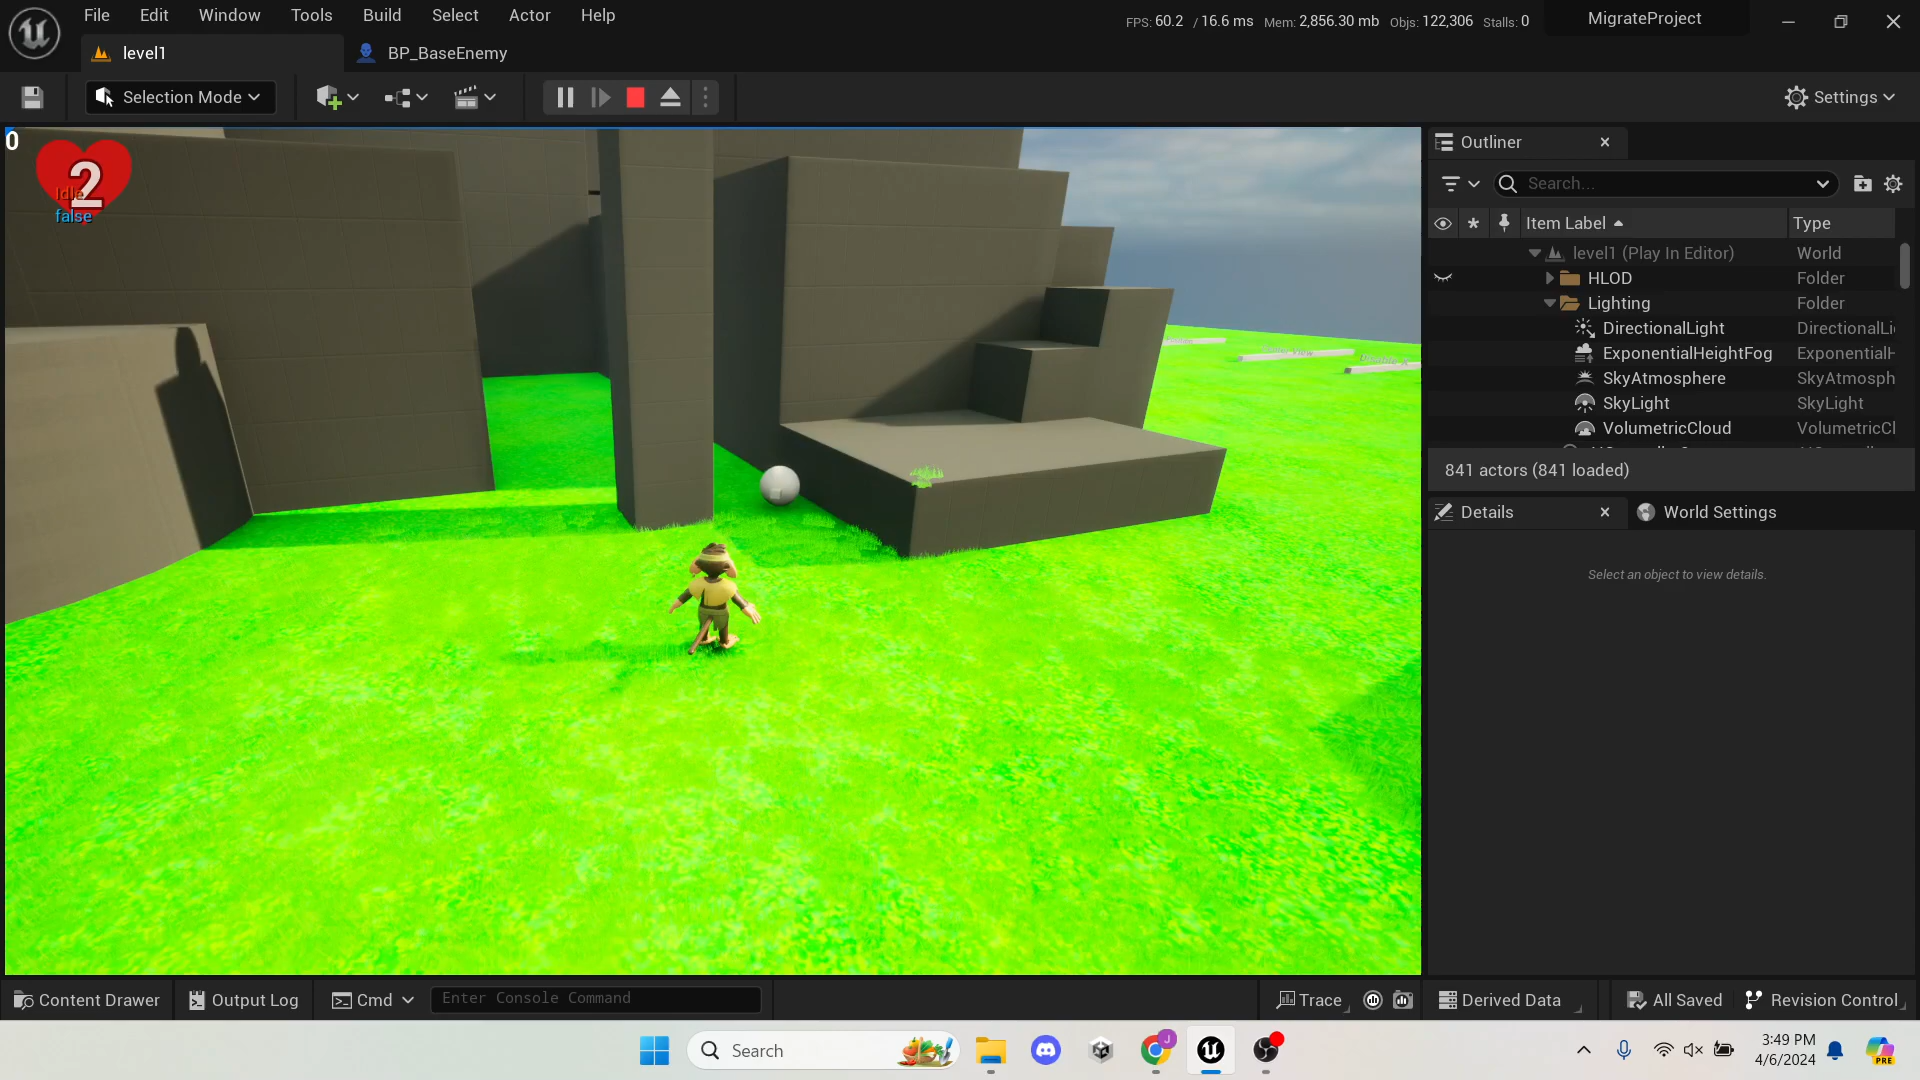 File Edit Window Tools Build Select Actor Help
FPS: 60.2 / 16.6 ms Mem: 2,856.30 mb Objs: 122,306 Stalls: 0
MigrateProject
level1
BP_BaseEnemy
Selection Mode
Settings
0
2
Idle
false
Outliner
Search...
Item Label Type
level1 (Play In Editor) World
HLOD Folder
Lighting Folder
DirectionalLight DirectionalLi
ExponentialHeightFog ExponentialH
SkyAtmosphere SkyAtmosph
SkyLight SkyLight
VolumetricCloud VolumetricCl
841 actors (841 loaded)
Details
World Settings
Select an object to view details.
Content Drawer
Output Log
Cmd
Enter Console Command
Trace
Derived Data
All Saved
Revision Control
Search
J
3:49 PM
4/6/2024
PRE